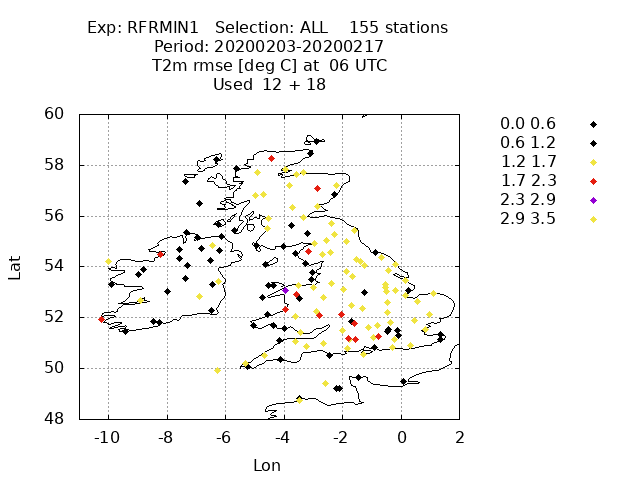 Exp: RFRMIN1 Selection: ALL 155 stations
Period: 20200203-20200217
T2m rmse [deg C] at 06 UTC
Used 12 + 18
0.0 0.6
0.6 1.2
1.2 1.7
1.7 2.3
2.3 2.9
2.9 3.5
60
58
56
54
52
50
48
Lat
-10 -8 -6 -4 -2 0 2
Lon